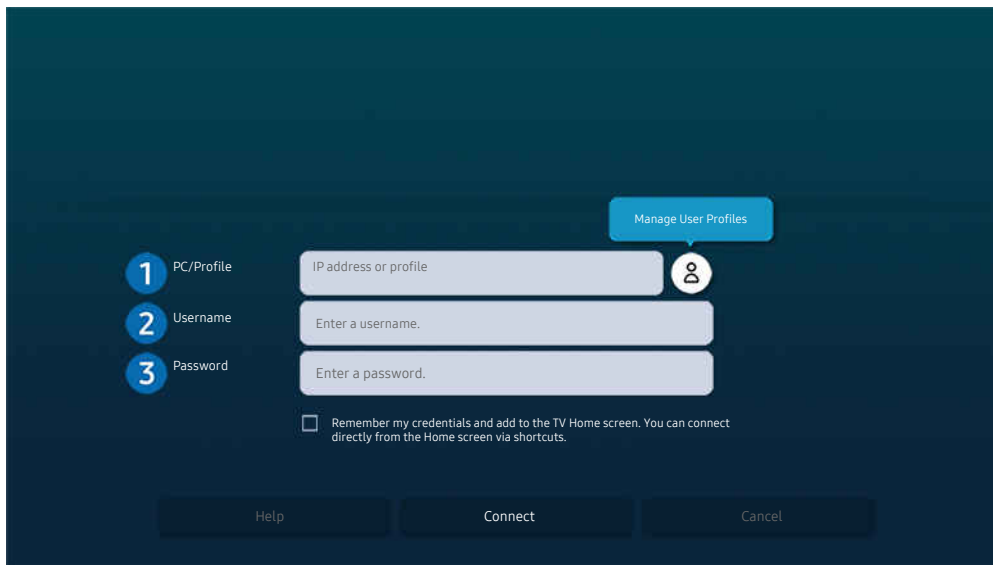 Manage User Profiles
1 PC/Profile IP address or profile
2 Username Enter a username.
3 Password Enter a password.
Remember my credentials and add to the TV Home screen. You can connect
directly from the Home screen via shortcuts.
Help Connect Cancel